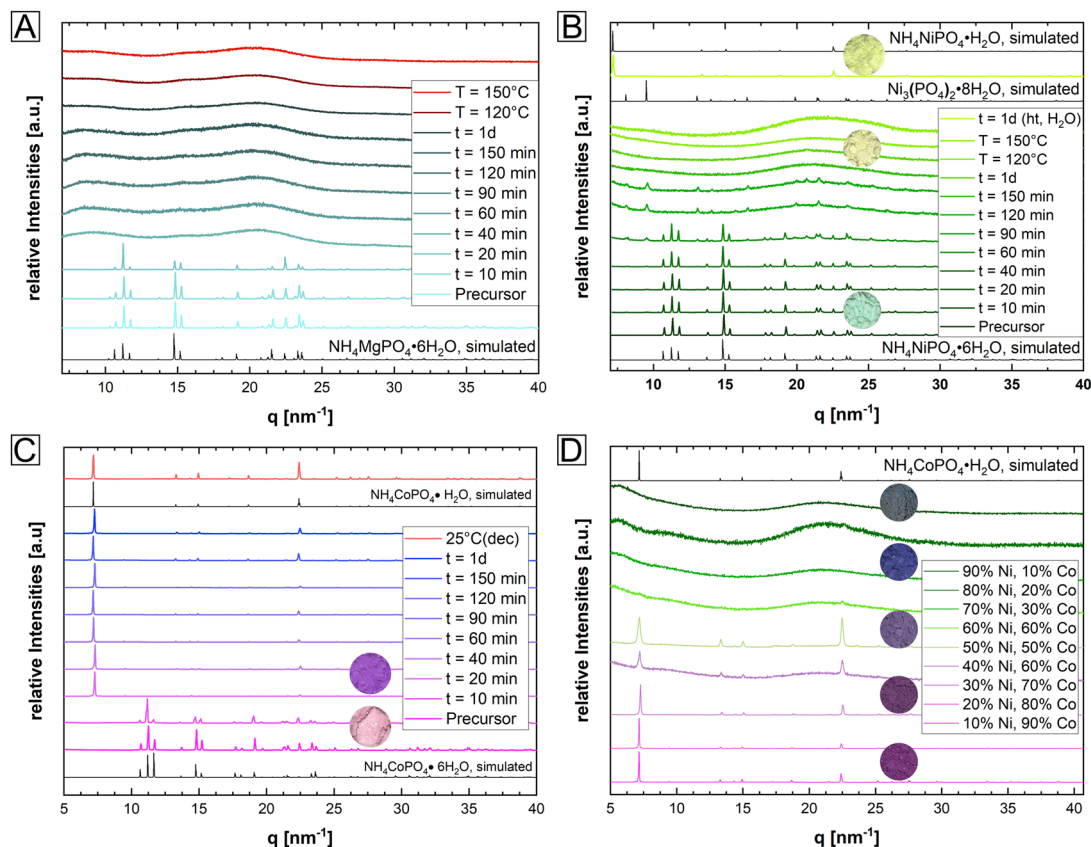 A
relative Intensities [a.u.]
T = 150°C
T = 120°C
t = 1d
t = 150 min
t = 120 min
t = 90 min
t = 60 min
t = 40 min
t = 20 min
t = 10 min
Precursor
NH₄MgPO₄•6H₂O, simulated
10 15 20 25 30 35 40
q [nm⁻¹]
B
relative Intensities [a.u.]
NH₄NiPO₄•H₂O, simulated
Ni₃(PO₄)₂•8H₂O, simulated
t = 1d (ht, H₂O)
T = 150°C
T = 120°C
t = 1d
t = 150 min
t = 120 min
t = 90 min
t = 60 min
t = 40 min
t = 20 min
t = 10 min
Precursor
NH₄NiPO₄•6H₂O, simulated
10 15 20 25 30 35 40
q [nm⁻¹]
C
relative Intensities [a.u]
NH₄CoPO₄• H₂O, simulated
25°C(dec)
t = 1d
t = 150 min
t = 120 min
t = 90 min
t = 60 min
t = 40 min
t = 20 min
t = 10 min
Precursor
NH₄CoPO₄• 6H₂O, simulated
5 10 15 20 25 30 35 40
q [nm⁻¹]
D
relative Intensities [a.u.]
NH₄CoPO₄•H₂O, simulated
90% Ni, 10% Co
80% Ni, 20% Co
70% Ni, 30% Co
60% Ni, 60% Co
50% Ni, 50% Co
40% Ni, 60% Co
30% Ni, 70% Co
20% Ni, 80% Co
10% Ni, 90% Co
5 10 15 20 25 30 35 40
q [nm⁻¹]